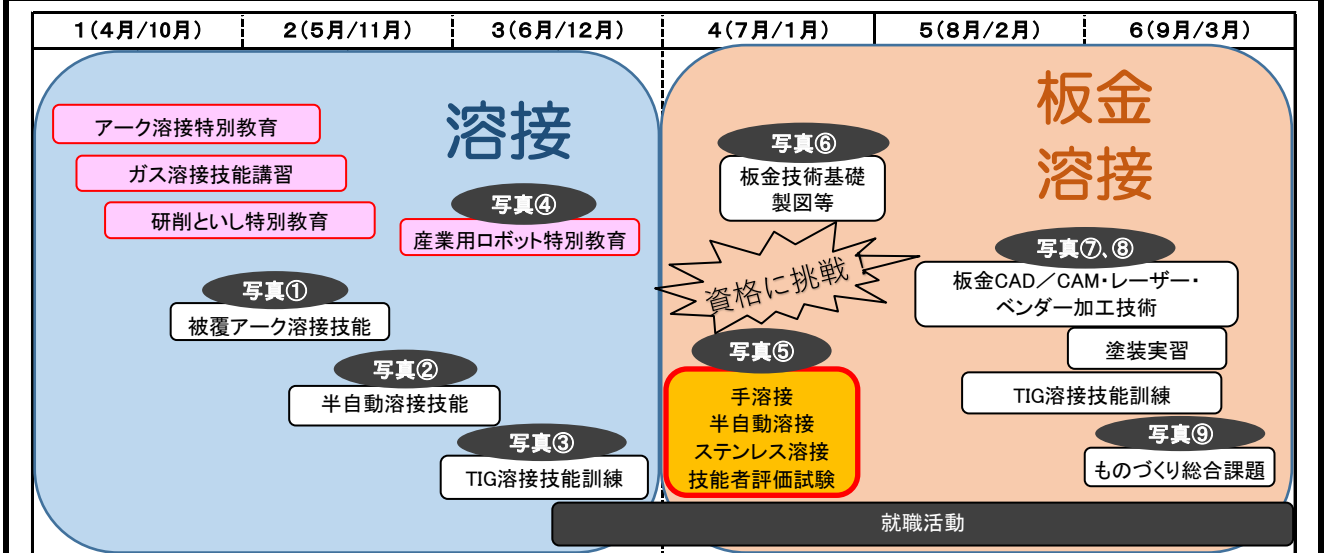 1(4月/10月)
2(5月/11月)
3(6月/12月)
4(7月/1月)
5(8月/2月)
6(9月/3月)
溶接
アーク溶接特別教育
ガス溶接技能講習
研削といし特別教育
写真④
産業用ロボット特別教育
写真①
被覆アーク溶接技能
写真②
半自動溶接技能
写真③
TIG溶接技能訓練
板金
溶接
写真⑥
板金技術基礎
製図等
資格に挑戦！
写真⑤
手溶接
半自動溶接
ステンレス溶接
技能者評価試験
写真⑦、⑧
板金CAD／CAM・レーザー・
ベンダー加工技術
塗装実習
TIG溶接技能訓練
写真⑨
ものづくり総合課題
就職活動